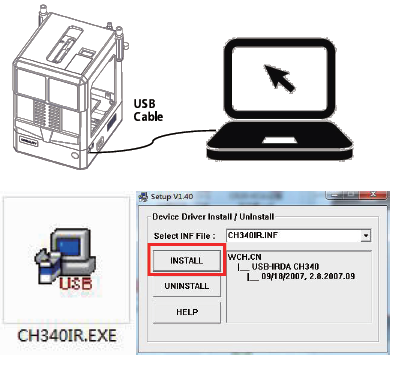 USB
Cable
USB
CH340IR.EXE
Setup V1.40
Device Driver Install / Uninstall
Select INF File :
CH340IR.INF
INSTALL
UNINSTALL
HELP
WCH.CN
|__ USB-IRDA CH340
|__ 09/18/2007, 2.8.2007.09